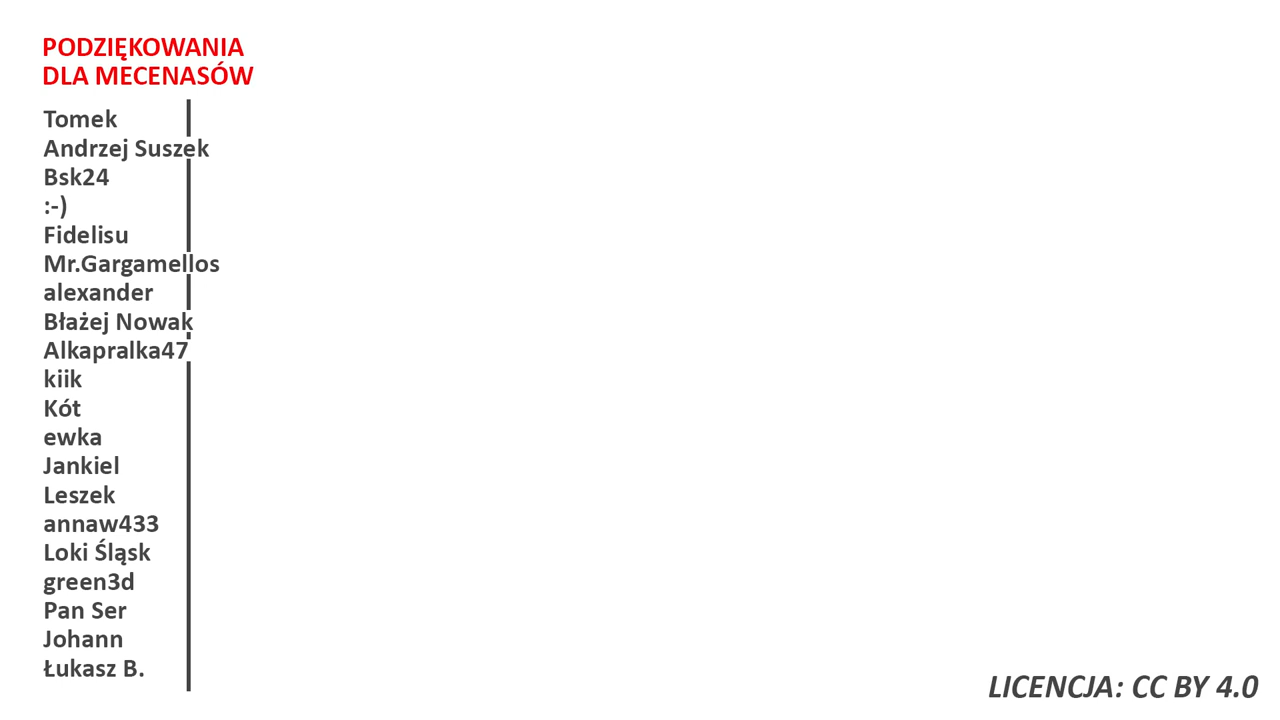 PODZIĘKOWANIA
DLA MECENASÓW
Tomek
Andrzej Suszek
Bsk24
:-)
Fidelisu
Mr.Gargamellos
alexander
Błażej Nowak
Alkapralka47
kiik
Kót
ewka
Jankiel
Leszek
annaw433
Loki Śląsk
green3d
Pan Ser
Johann
Łukasz B.
LICENCJA: CC BY 4.0